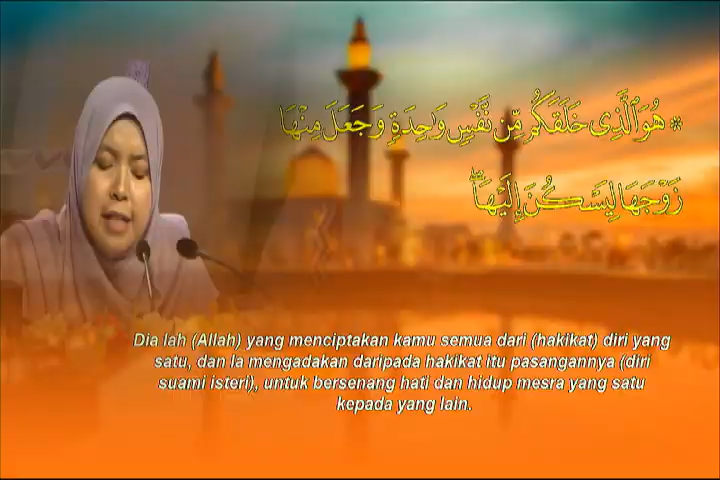 ۞ هُوَ ٱلَّذِى خَلَقَكُم مِّن نَّفْسٍ وَٰحِدَةٍ وَجَعَلَ مِنْهَا
زَوْجَهَا لِيَسْكُنَ إِلَيْهَا ۖ
Dia lah (Allah) yang menciptakan kamu semua dari (hakikat) diri yang
satu, dan Ia mengadakan daripada hakikat itu pasangannya (diri
suami isteri), untuk bersenang hati dan hidup mesra yang satu
kepada yang lain.